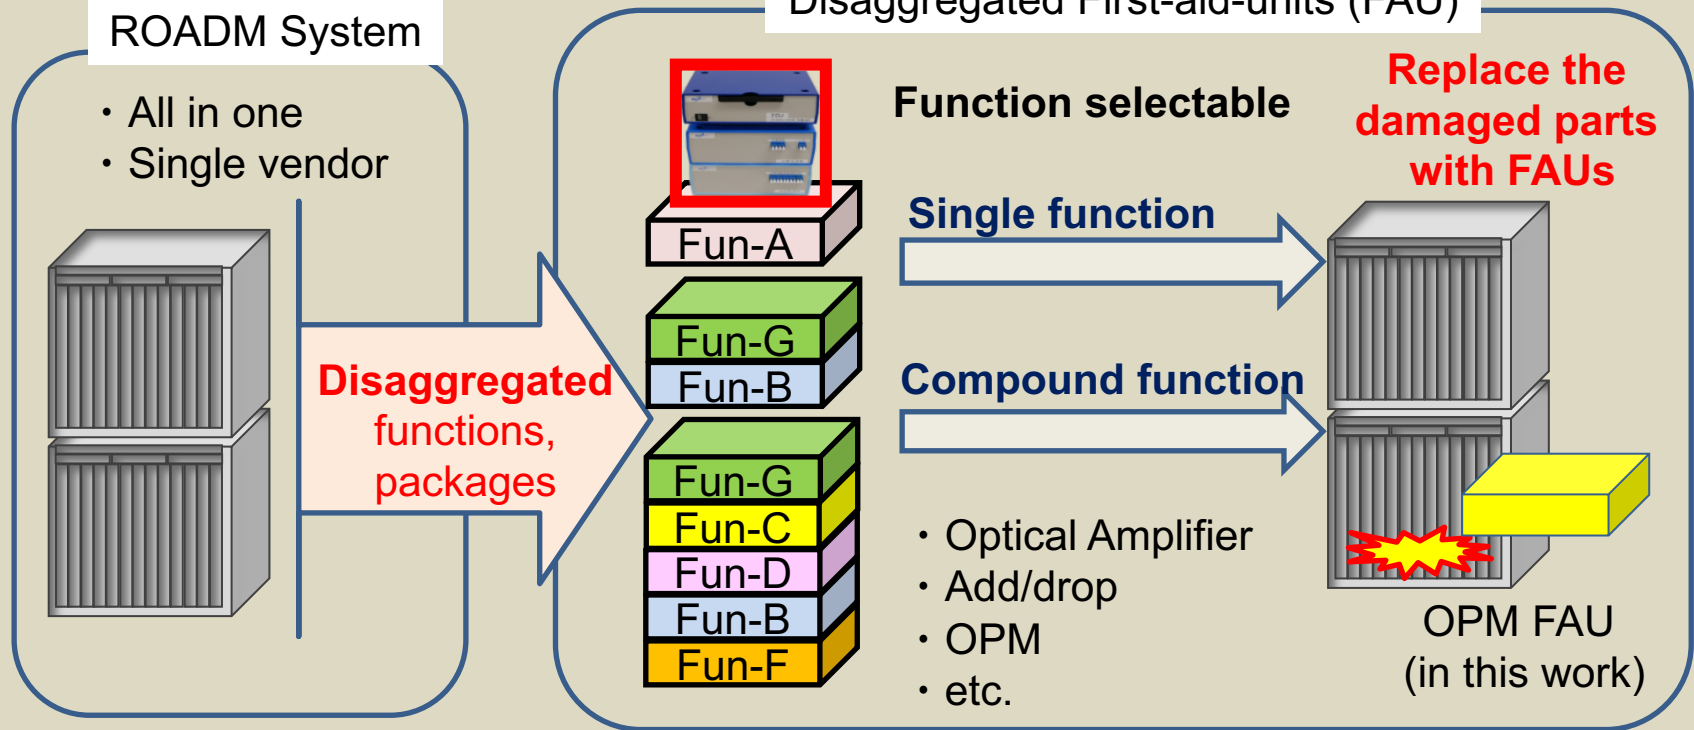 ROADM System
・All in one
・Single vendor
Disaggregated
functions,
packages
Disaggregated First-aid-units (FAU)
Function selectable
Fun-A
Fun-G
Fun-B
Fun-G
Fun-C
Fun-D
Fun-B
Fun-F
Single function
Compound function
・Optical Amplifier
・Add/drop
・OPM
・etc.
Replace the
damaged parts
with FAUs
OPM FAU
(in this work)